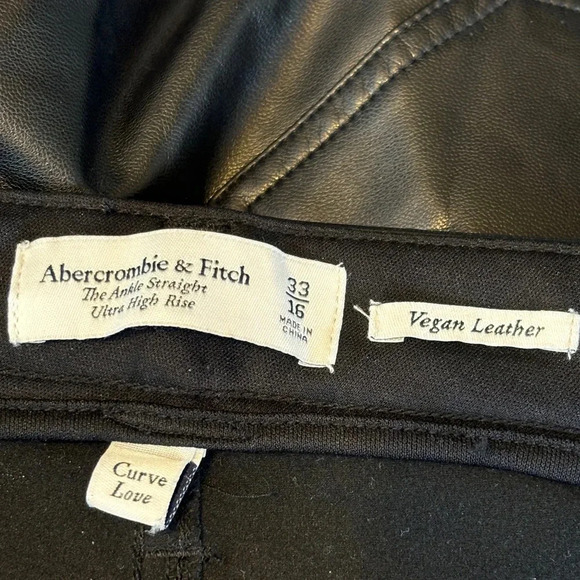 Abercrombie & Fitch
The Ankle Straight
Ultra High Rise
33
16
MADE IN
CHINA
Vegan Leather
Curve
Love